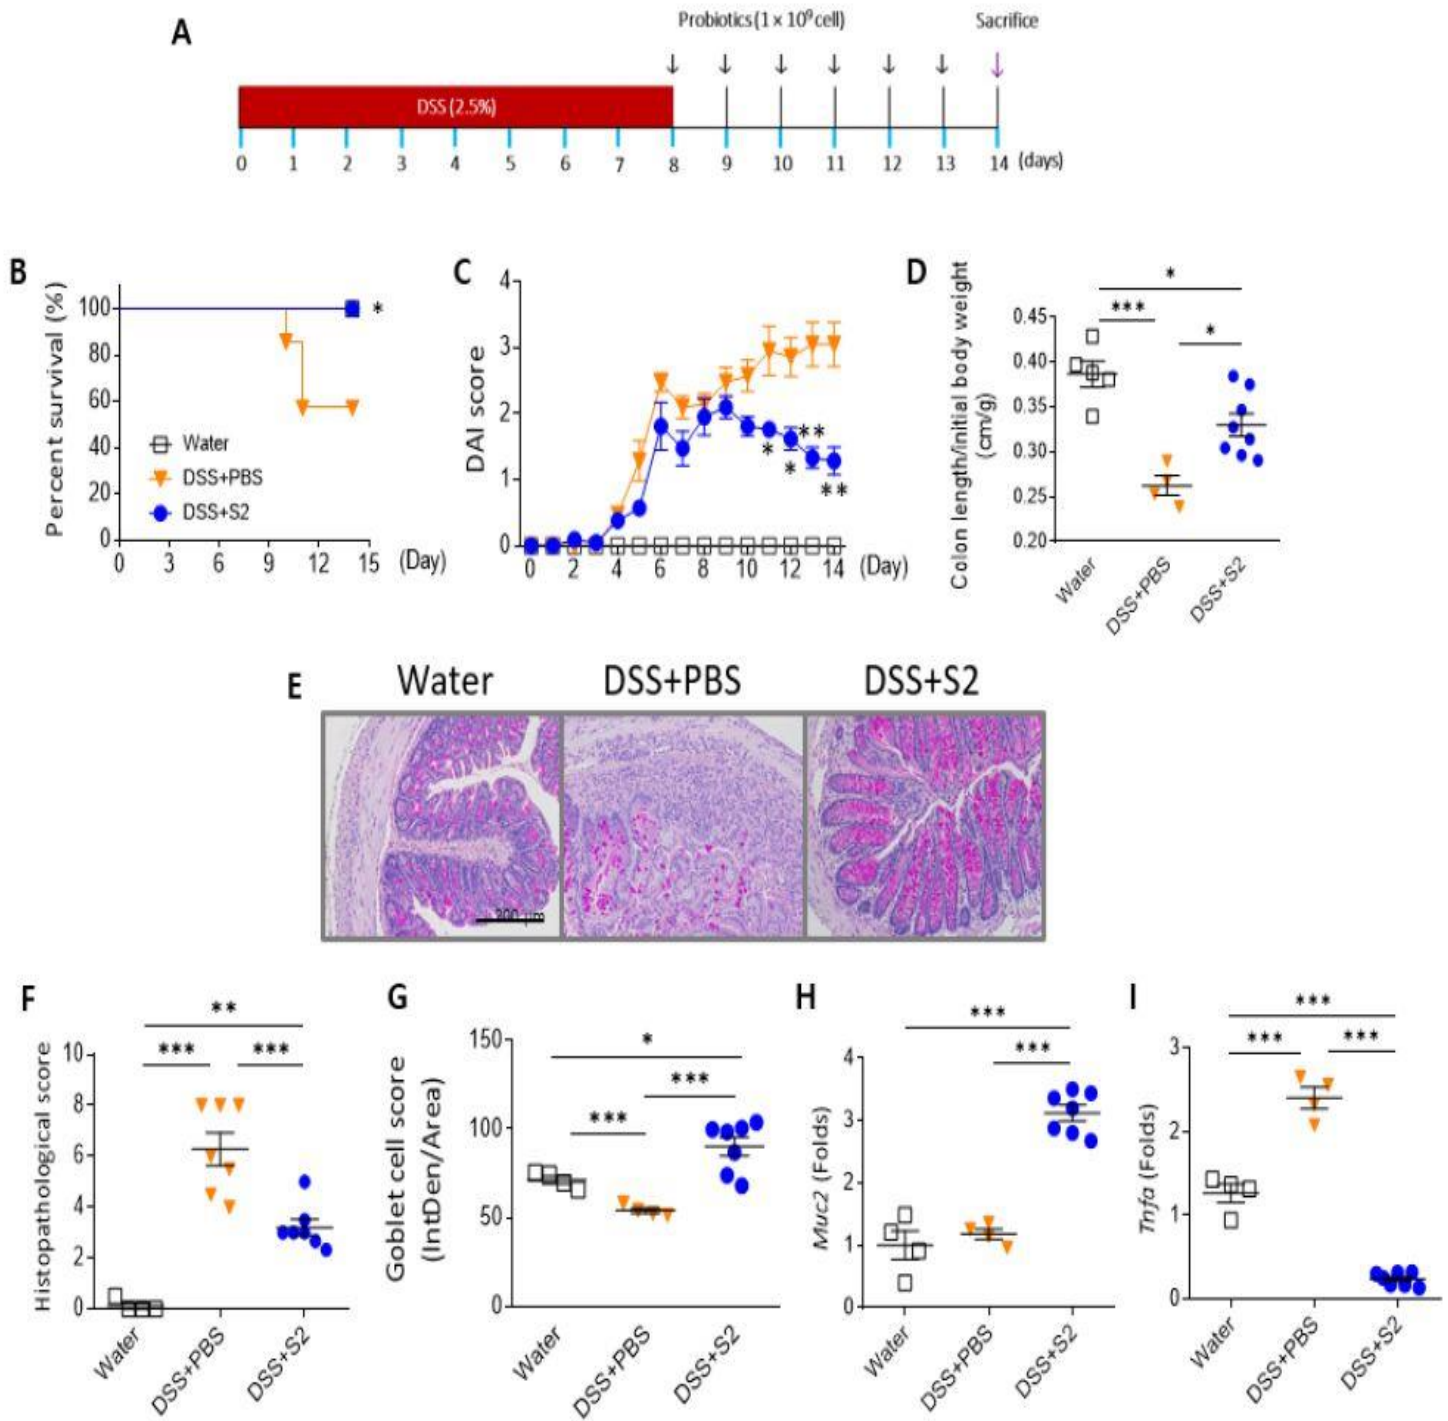 A
Probiotics (1 × 10⁹ cell)
Sacrifice
DSS (2.5%)
0 1 2 3 4 5 6 7 8 9 10 11 12 13 14 (days)
B
Percent survival (%)
100
80
60
40
20
0
Water
DSS+PBS
DSS+S2
*
0 3 6 9 12 15 (Day)
C
DAI score
4
3
2
1
0
**
*
*
**
0 2 4 6 8 10 12 14 (Day)
D
Colon length/initial body weight
(cm/g)
*
***
*
0.45
0.40
0.35
0.30
0.25
0.20
Water
DSS+PBS
DSS+S2
E
Water DSS+PBS DSS+S2
200 µm
F
Histopathological score
**
*** ***
10
8
6
4
2
0
Water
DSS+PBS
DSS+S2
G
Goblet cell score
(IntDen/Area)
*
***
***
150
100
50
0
Water
DSS+PBS
DSS+S2
H
Muc2 (Folds)
***
***
4
3
2
1
0
Water
DSS+PBS
DSS+S2
I
Tnfa (Folds)
***
*** ***
3
2
1
0
Water
DSS+PBS
DSS+S2